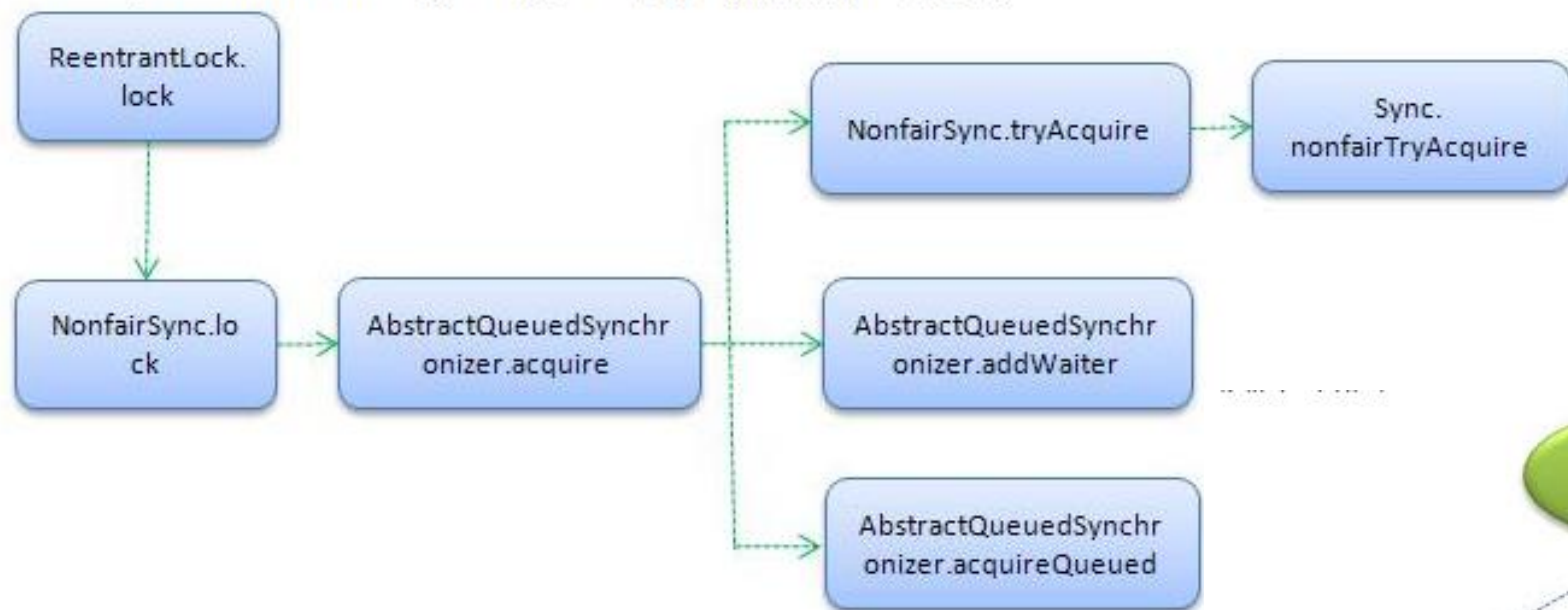 ReentrantLock.
lock
NonfairSync.lo
ck
AbstractQueuedSynchr
onizer.acquire
NonfairSync.tryAcquire
Sync.
nonfairTryAcquire
AbstractQueuedSynchr
onizer.addWaiter
AbstractQueuedSynchr
onizer.acquireQueued